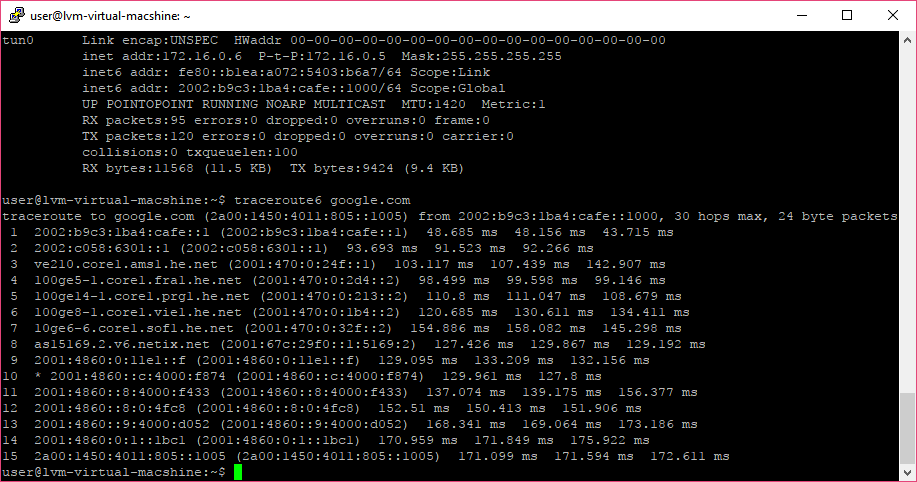 user@lvm-virtual-macshine: ~
tun0      Link encap:UNSPEC  HWaddr 00-00-00-00-00-00-00-00-00-00-00-00-00-00-00-00
          inet addr:172.16.0.6  P-t-P:172.16.0.5  Mask:255.255.255.255
          inet6 addr: fe80::b1ea:a072:5403:b6a7/64 Scope:Link
          inet6 addr: 2002:b9c3:1ba4:cafe::1000/64 Scope:Global
          UP POINTOPOINT RUNNING NOARP MULTICAST  MTU:1420  Metric:1
          RX packets:95 errors:0 dropped:0 overruns:0 frame:0
          TX packets:120 errors:0 dropped:0 overruns:0 carrier:0
          collisions:0 txqueuelen:100
          RX bytes:11568 (11.5 KB)  TX bytes:9424 (9.4 KB)
user@lvm-virtual-macshine:~$ traceroute6 google.com
traceroute to google.com (2a00:1450:4011:805::1005) from 2002:b9c3:1ba4:cafe::1000, 30 hops max, 24 byte packets
 1  2002:b9c3:1ba4:cafe::1 (2002:b9c3:1ba4:cafe::1)  48.685 ms  48.156 ms  43.715 ms
 2  2002:c058:6301::1 (2002:c058:6301::1)  93.693 ms  91.523 ms  92.266 ms
 3  ve210.core1.ams1.he.net (2001:470:0:24f::1)  103.117 ms  107.439 ms  142.907 ms
 4  100ge5-1.core1.fra1.he.net (2001:470:0:2d4::2)  98.499 ms  99.598 ms  99.146 ms
 5  100ge14-1.core1.prg1.he.net (2001:470:0:213::2)  110.8 ms  111.047 ms  108.679 ms
 6  100ge8-1.core1.vie1.he.net (2001:470:0:1b4::2)  120.685 ms  130.611 ms  134.411 ms
 7  10ge6-6.core1.sof1.he.net (2001:470:0:32f::2)  154.886 ms  158.082 ms  145.298 ms
 8  as15169.2.v6.netix.net (2001:67c:29f0::1:5169:2)  127.426 ms  129.867 ms  129.192 ms
 9  2001:4860:0:11e1::f (2001:4860:0:11e1::f)  129.095 ms  133.209 ms  132.156 ms
10  * 2001:4860::c:4000:f874 (2001:4860::c:4000:f874)  129.961 ms  127.8 ms
11  2001:4860::8:4000:f433 (2001:4860::8:4000:f433)  137.074 ms  139.175 ms  156.377 ms
12  2001:4860::8:0:4fc8 (2001:4860::8:0:4fc8)  152.51 ms  150.413 ms  151.906 ms
13  2001:4860::9:4000:d052 (2001:4860::9:4000:d052)  168.341 ms  169.064 ms  173.186 ms
14  2001:4860:0:1::1bc1 (2001:4860:0:1::1bc1)  170.959 ms  171.849 ms  175.922 ms
15  2a00:1450:4011:805::1005 (2a00:1450:4011:805::1005)  171.099 ms  171.594 ms  172.611 ms
user@lvm-virtual-macshine:~$